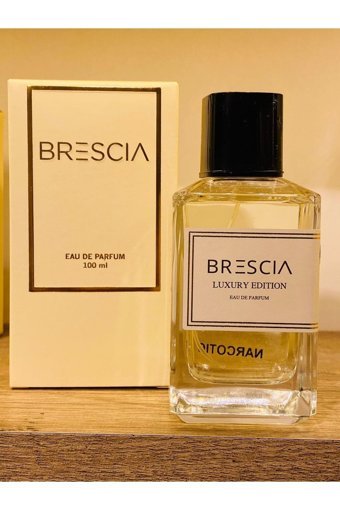 BRESCIA
EAU DE PARFUM
100 ml
BRESCIA
LUXURY EDITION
EAU DE PARFUM
NARCOTIC